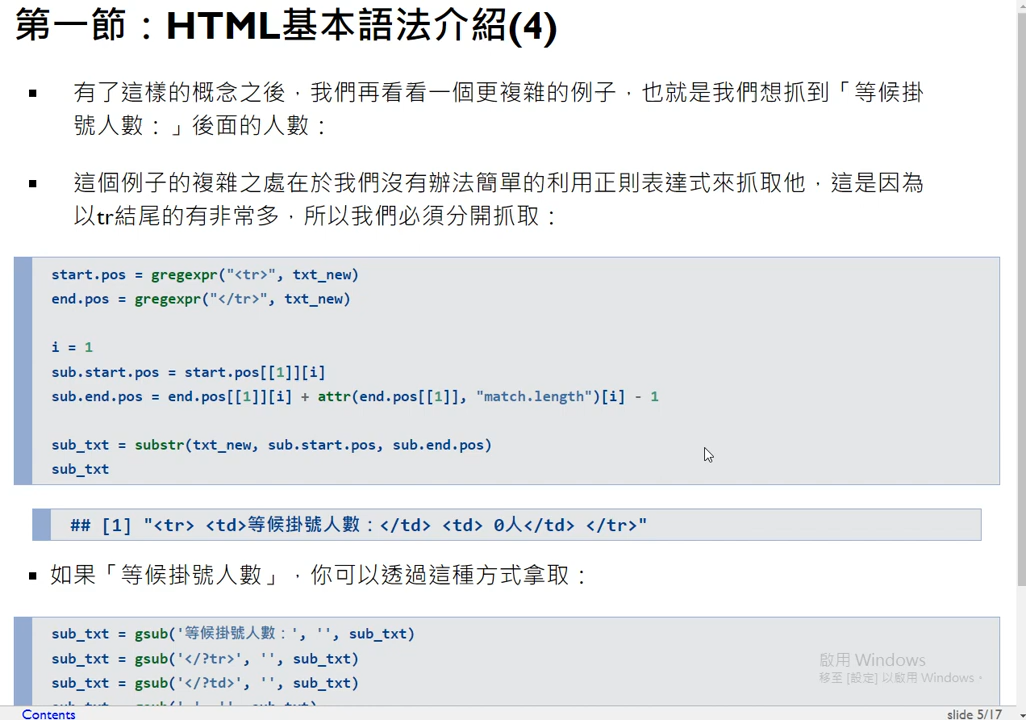 第一節：HTML基本語法介紹(4)
▪ 有了這樣的概念之後，我們再看看一個更複雜的例子，也就是我們想抓到「等候掛
號人數：」後面的人數：
▪ 這個例子的複雜之處在於我們沒有辦法簡單的利用正則表達式來抓取他，這是因為
以tr結尾的有非常多，所以我們必須分開抓取：
start.pos = gregexpr("<tr>", txt_new)
end.pos = gregexpr("</tr>", txt_new)
i = 1
sub.start.pos = start.pos[[1]][i]
sub.end.pos = end.pos[[1]][i] + attr(end.pos[[1]], "match.length")[i] - 1
sub_txt = substr(txt_new, sub.start.pos, sub.end.pos)
sub_txt
## [1] "<tr> <td>等候掛號人數：</td> <td> 0人</td> </tr>"
▪ 如果「等候掛號人數」，你可以透過這種方式拿取：
sub_txt = gsub('等候掛號人數：', '', sub_txt)
sub_txt = gsub('</?tr>', '', sub_txt)
sub_txt = gsub('</?td>', '', sub_txt)
啟用 Windows
移至 [設定] 以啟用 Windows。
Contents
slide 5/17